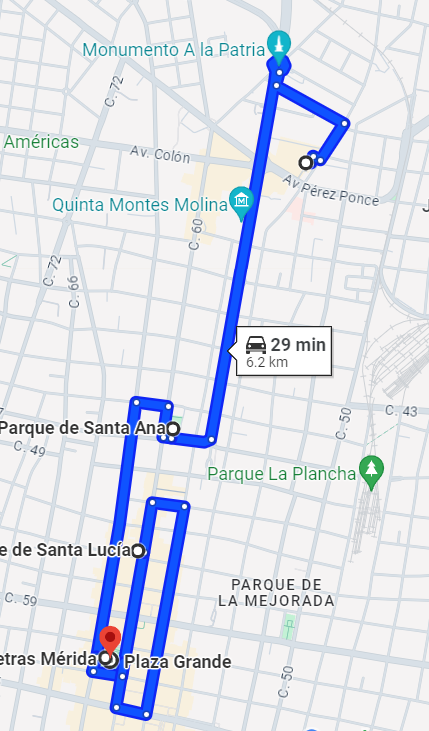 Monumento A la Patria
C. 72
Américas
Av. Colón
Av Pérez Ponce
J
Quinta Montes Molina
C. 60
C. 72
C. 66
29 min
6.2 km
C. 50
C. 43
Parque de Santa Ana
C. 49
Parque La Plancha
e de Santa Lucía
PARQUE DE
LA MEJORADA
C. 59
etras Mérida
Plaza Grande
C. 50